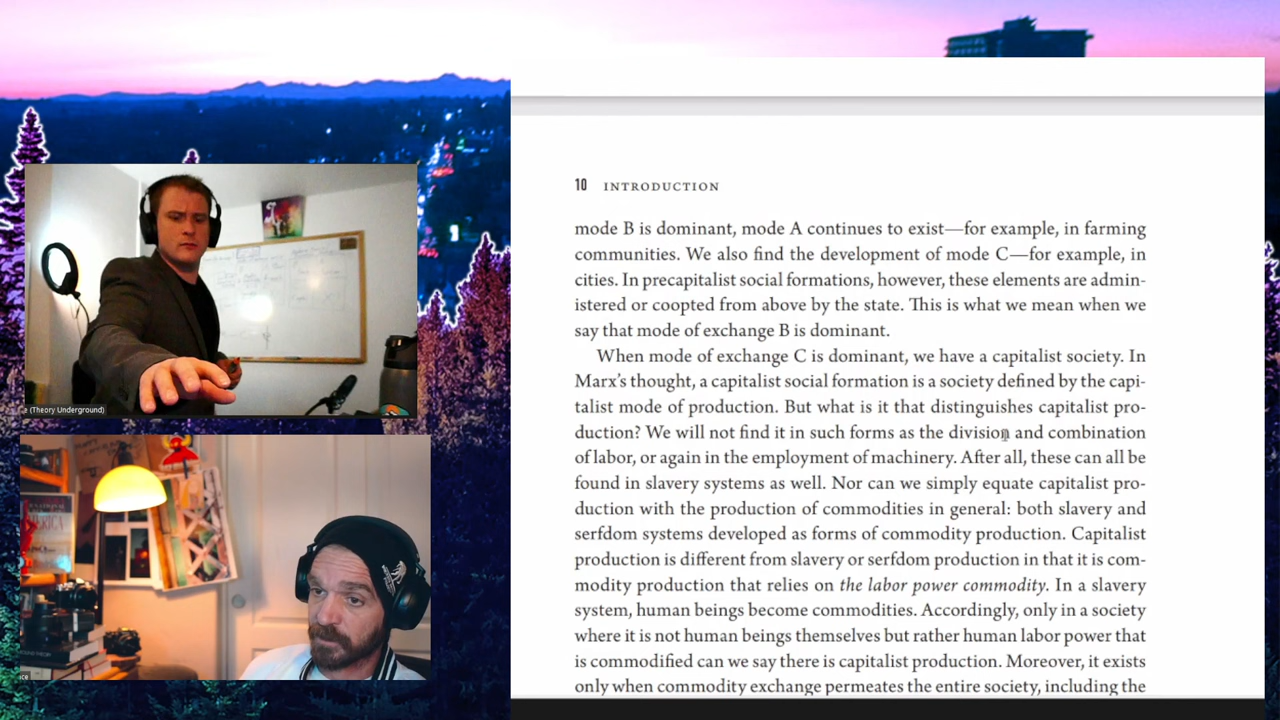 e (Theory Underground)
ce
10 INTRODUCTION
mode B is dominant, mode A continues to exist—for example, in farming
communities. We also find the development of mode C—for example, in
cities. In precapitalist social formations, however, these elements are admin-
istered or coopted from above by the state. This is what we mean when we
say that mode of exchange B is dominant.
When mode of exchange C is dominant, we have a capitalist society. In
Marx's thought, a capitalist social formation is a society defined by the capi-
talist mode of production. But what is it that distinguishes capitalist pro-
duction? We will not find it in such forms as the division and combination
of labor, or again in the employment of machinery. After all, these can all be
found in slavery systems as well. Nor can we simply equate capitalist pro-
duction with the production of commodities in general: both slavery and
serfdom systems developed as forms of commodity production. Capitalist
production is different from slavery or serfdom production in that it is com-
modity production that relies on the labor power commodity. In a slavery
system, human beings become commodities. Accordingly, only in a society
where it is not human beings themselves but rather human labor power that
is commodified can we say there is capitalist production. Moreover, it exists
only when commodity exchange permeates the entire society, including the